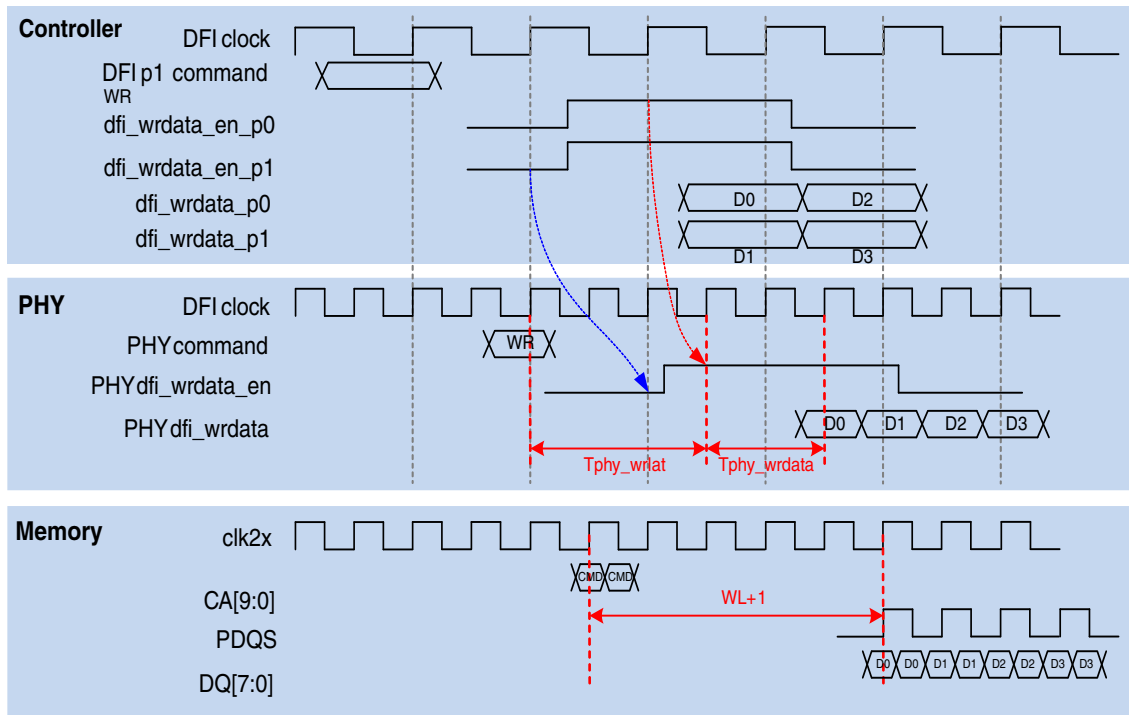 Controller
DFI clock
DFI p1 command
WR
dfi_wrdata_en_p0
dfi_wrdata_en_p1
dfi_wrdata_p0 D0 D2
dfi_wrdata_p1
D1 D3
PHY
DFI clock
PHY command WR
PHY dfi_wrdata_en
PHY dfi_wrdata D0 D1 D2 D3
Tphy_wrlat Tphy_wrdata
Memory
clk2x
CMD CMD
CA[9:0] WL+1
PDQS
D0 D0 D1 D1 D2 D2 D3 D3
DQ[7:0]